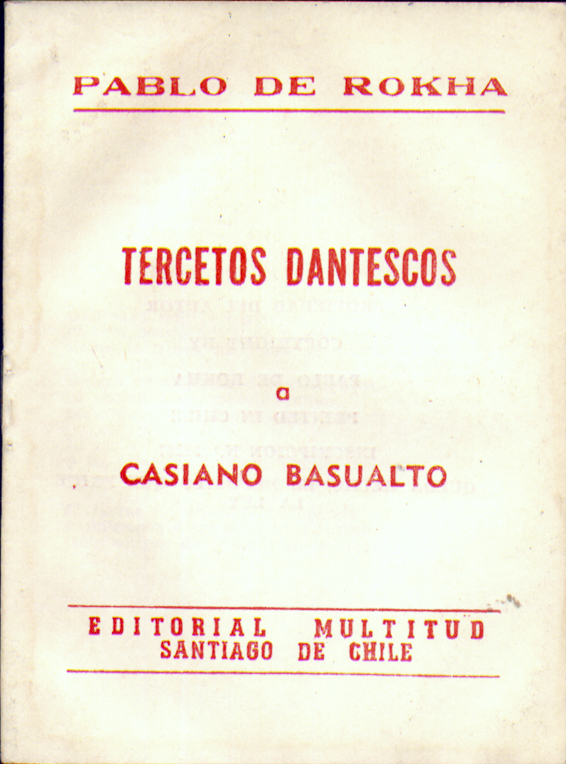 PABLO DE ROKHA
TERCETOS DANTESCOS
a
CASIANO BASUALTO
EDITORIAL MULTITUD
SANTIAGO DE CHILE